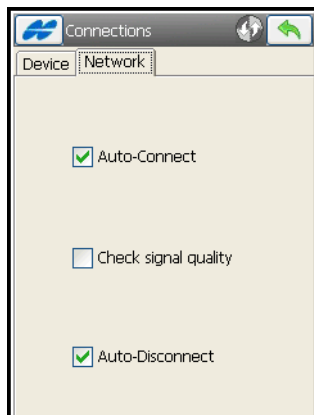 Connections
Device Network
Auto-Connect
Check signal quality
Auto-Disconnect